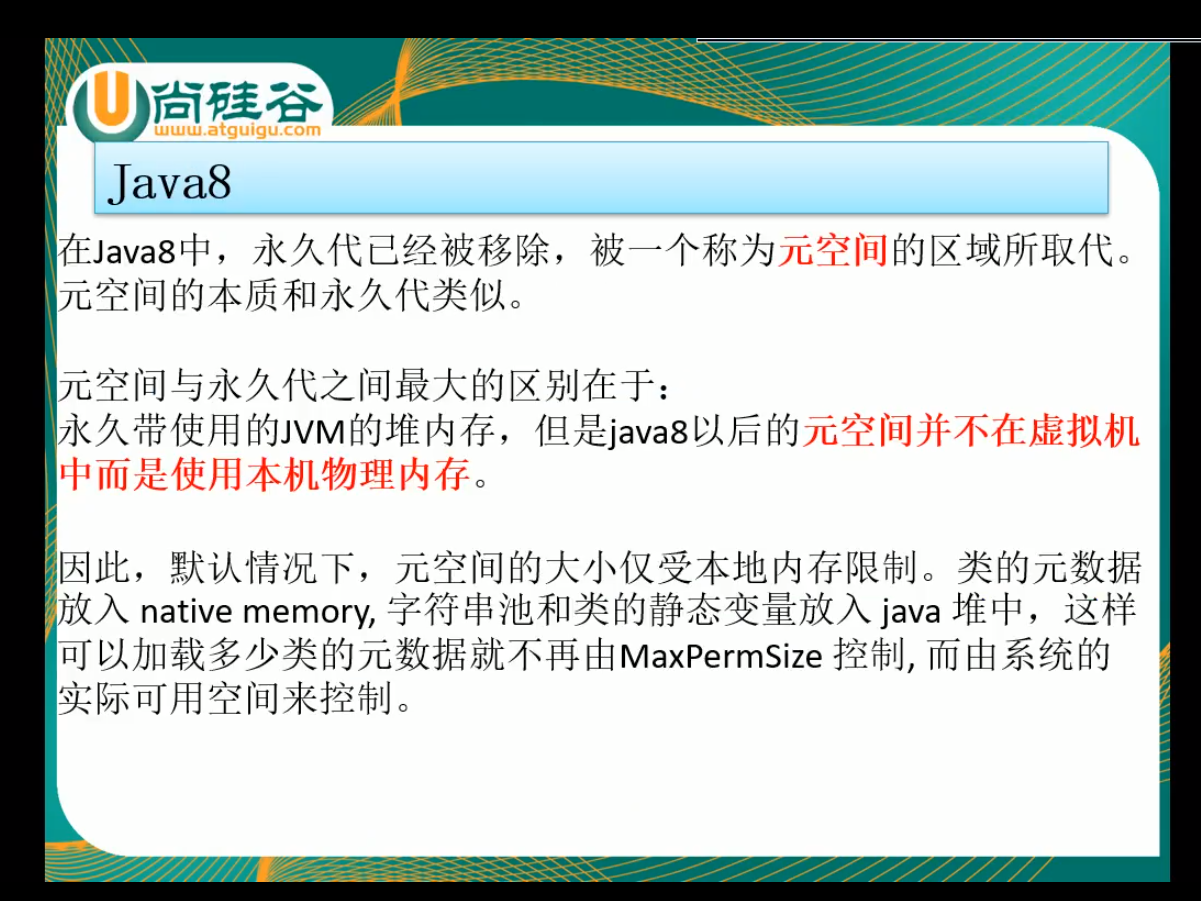 尚硅谷
www.atguigu.com
Java8
在Java8中，永久代已经被移除，被一个称为元空间的区域所取代。
元空间的本质和永久代类似。
元空间与永久代之间最大的区别在于：
永久带使用的JVM的堆内存，但是java8以后的元空间并不在虚拟机
中而是使用本机物理内存。
因此，默认情况下，元空间的大小仅受本地内存限制。类的元数据
放入 native memory, 字符串池和类的静态变量放入 java 堆中，这样
可以加载多少类的元数据就不再由MaxPermSize 控制, 而由系统的
实际可用空间来控制。